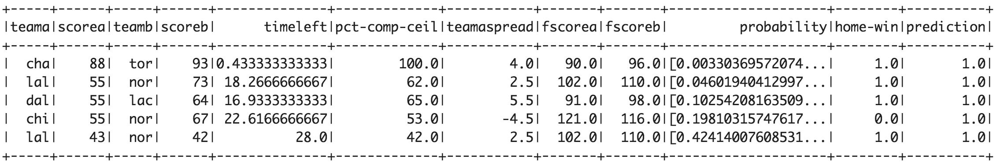 +-----+------+-----+------+--------------+-------------+-----------+-------+-------+--------------------+--------+----------+
|teama|scorea|teamb|scoreb|      timeleft|pct-comp-ceil|teamaspread|fscorea|fscoreb|         probability|home-win|prediction|
+-----+------+-----+------+--------------+-------------+-----------+-------+-------+--------------------+--------+----------+
|  cha|    88|  tor|    93|0.433333333333|        100.0|        4.0|   90.0|   96.0|[0.00330369572074...|     1.0|       1.0|
|  lal|    55|  nor|    73| 18.2666666667|         62.0|        2.5|  102.0|  110.0|[0.04601940412997...|     1.0|       1.0|
|  dal|    55|  lac|    64| 16.9333333333|         65.0|        5.5|   91.0|   98.0|[0.10254208163509...|     1.0|       1.0|
|  chi|    55|  nor|    67| 22.6166666667|         53.0|       -4.5|  121.0|  116.0|[0.19810315747617...|     0.0|       1.0|
|  lal|    43|  nor|    42|          28.0|         42.0|        2.5|  102.0|  110.0|[0.42414007608531...|     1.0|       1.0|
+-----+------+-----+------+--------------+-------------+-----------+-------+-------+--------------------+--------+----------+